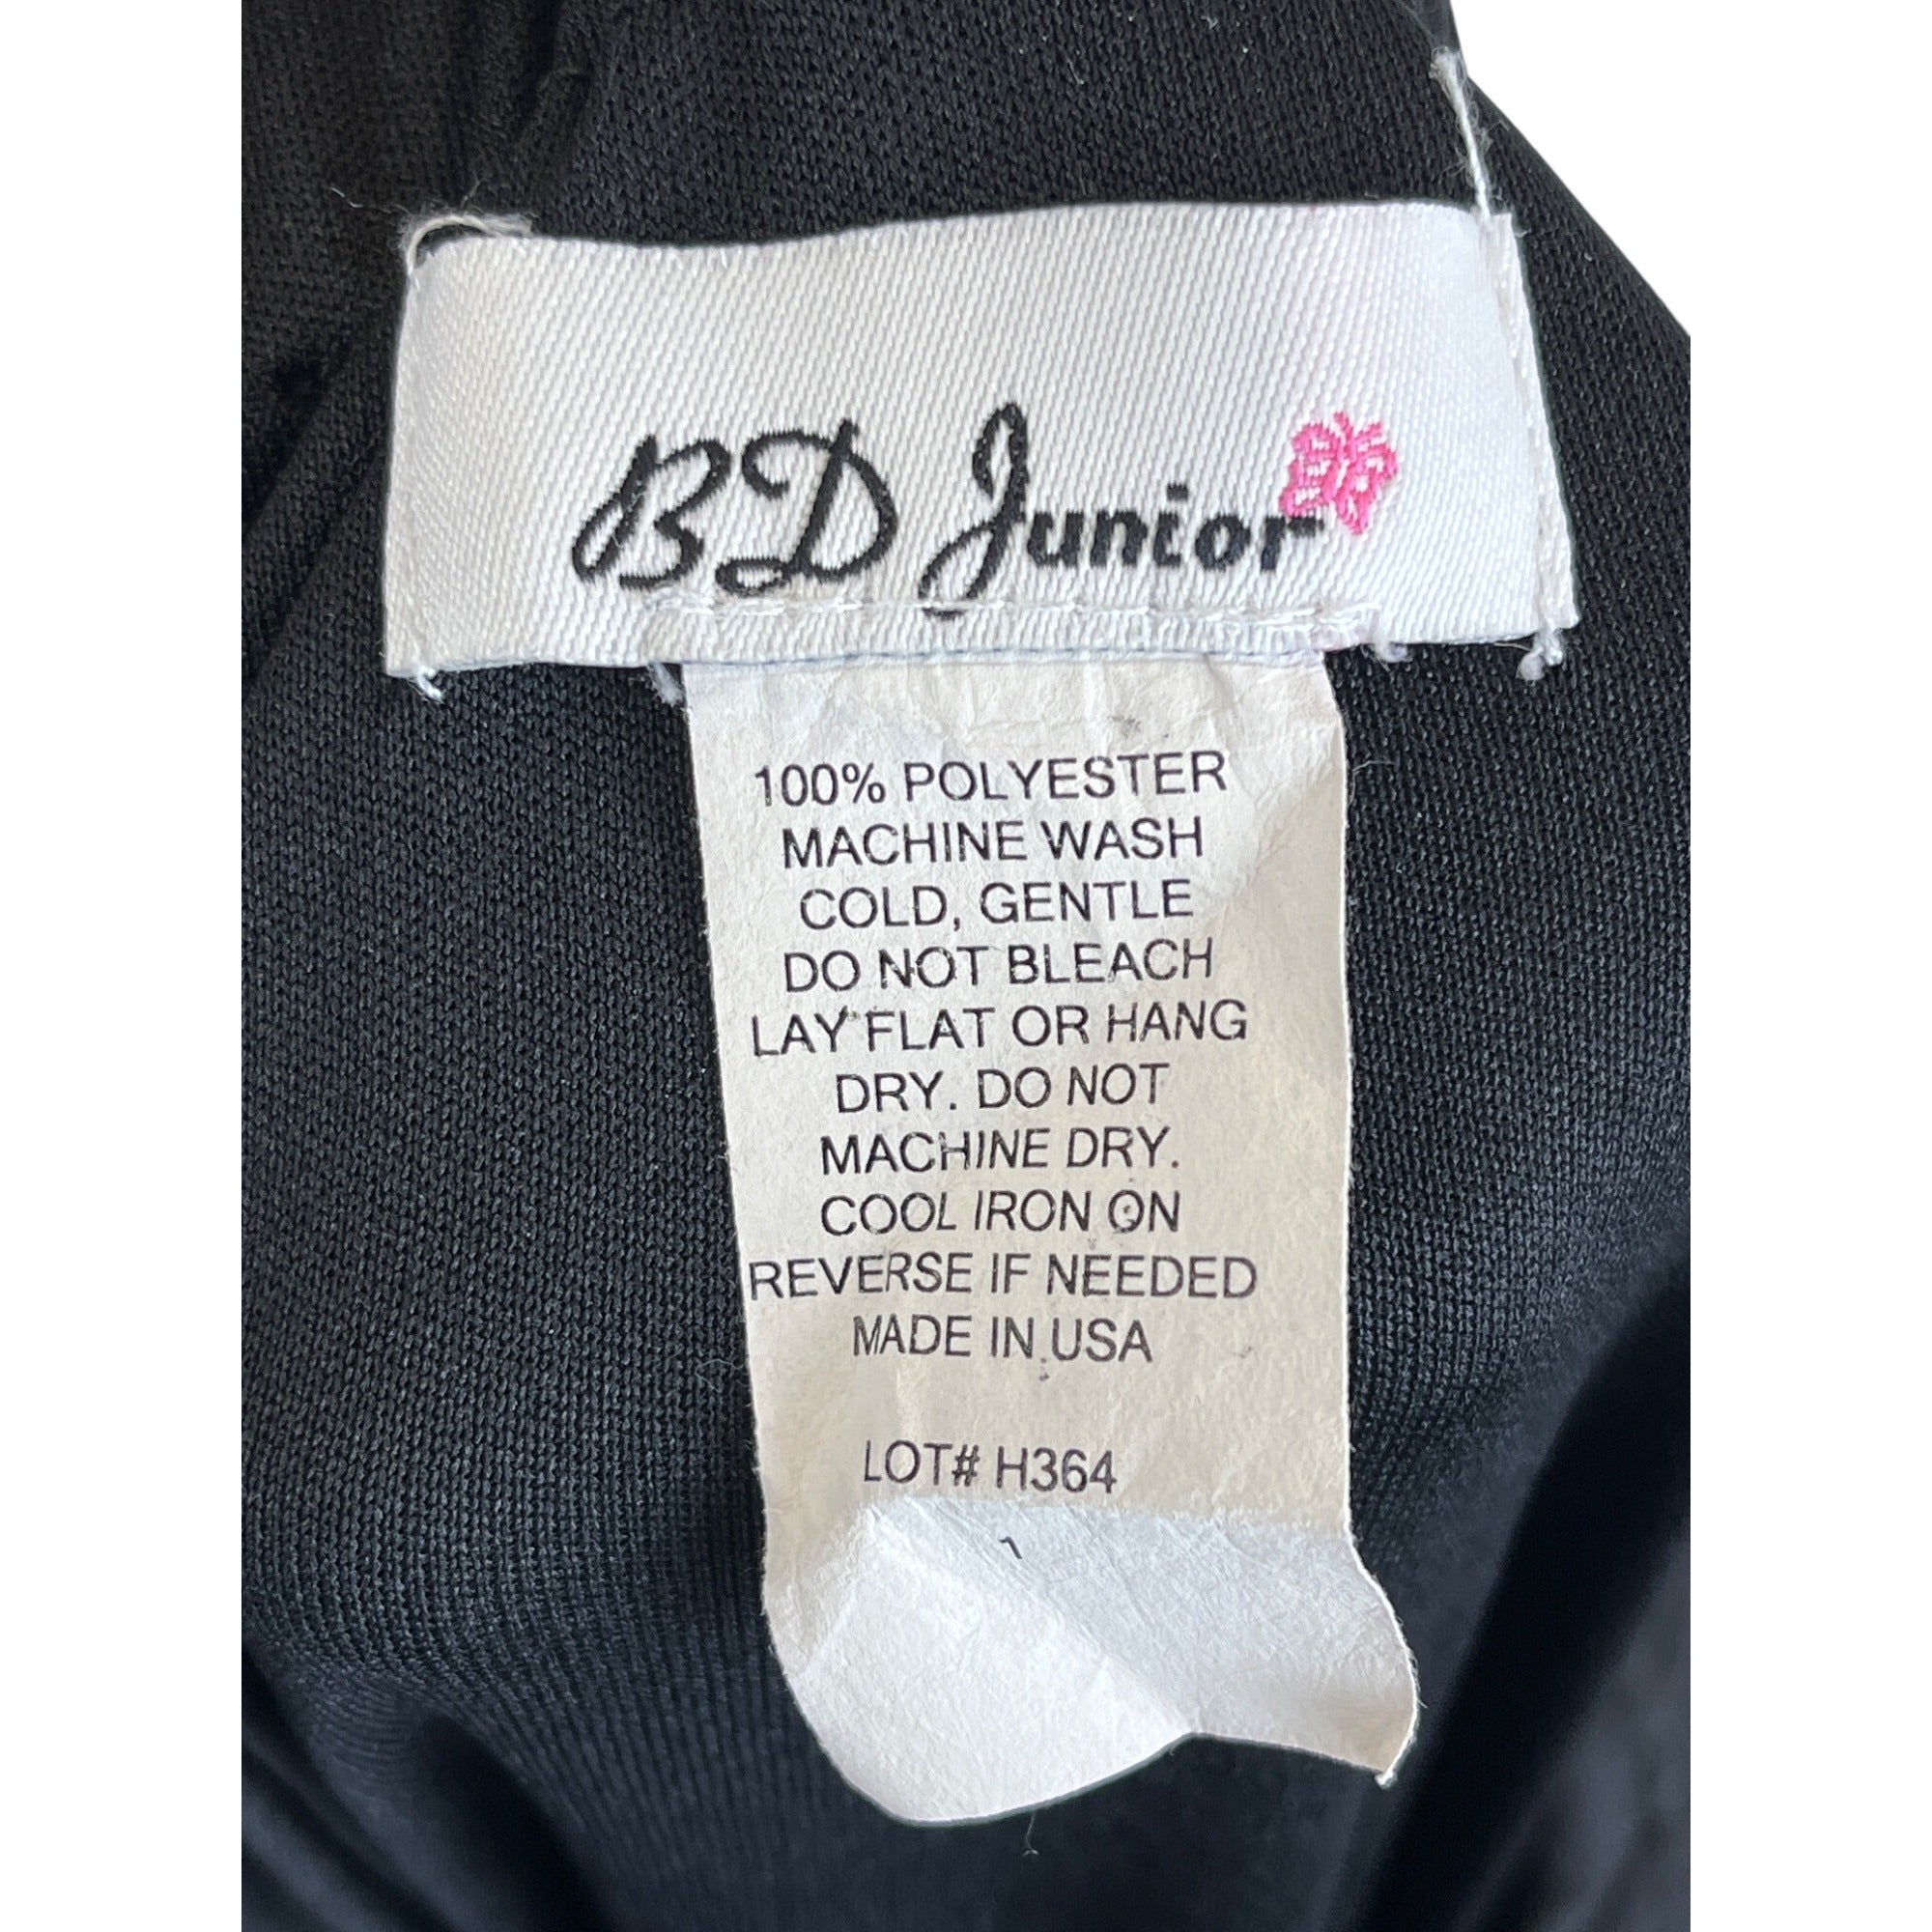 BD Junior
100% POLYESTER
MACHINE WASH
COLD, GENTLE
DO NOT BLEACH
LAY FLAT OR HANG
DRY. DO NOT
MACHINE DRY.
COOL IRON ON
REVERSE IF NEEDED
MADE IN USA
LOT# H364